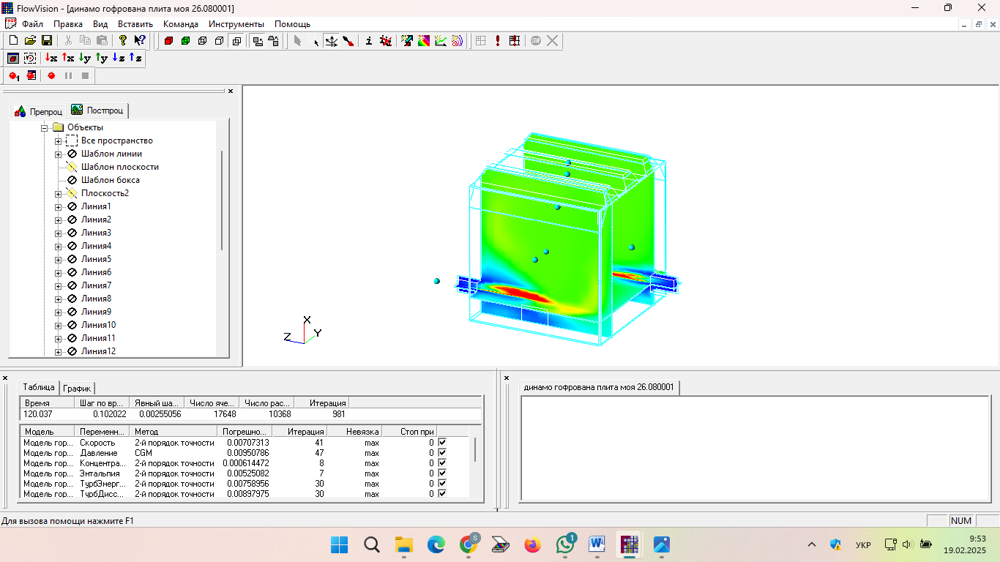 FlowVision - [динамо гофрована плита моя 26.080001]
Файл Правка Вид Вставить Команда Инструменты Помощь
x x y y z z
1
Препроц Постпроц
Объекты
Все пространство
Шаблон линии
Шаблон плоскости
Шаблон бокса
Плоскость2
Линия1
Линия2
Линия3
Линия4
Линия5
Линия6
Линия7
Линия8
Линия9
Линия10
Линия11
Линия12
X
Y
Z
Таблица График
Время Шаг по вр... Явный ша... Число яче... Число рас... Итерация
120.037 0.102022 0.00255056 17648 10368 981
Модель Переменн... Метод Погрешно... Итерация Невязка Стоп при
Модель гор... Скорость 2-й порядок точности 0.00707313 41 max 0
Модель гор... Давление CGM 0.00950786 47 max 0
Модель гор... Концентра... 2-й порядок точности 0.000614472 8 max 0
Модель гор... Энтальпия 2-й порядок точности 0.00525082 7 max 0
Модель гор... ТурбЭнерг... 2-й порядок точности 0.00758956 30 max 0
Модель гор... ТурбДисс... 2-й порядок точности 0.00897975 30 max 0
динамо гофрована плита моя 26.080001
Для вызова помощи нажмите F1
NUM
S
1
УКР
9:53
19.02.2025